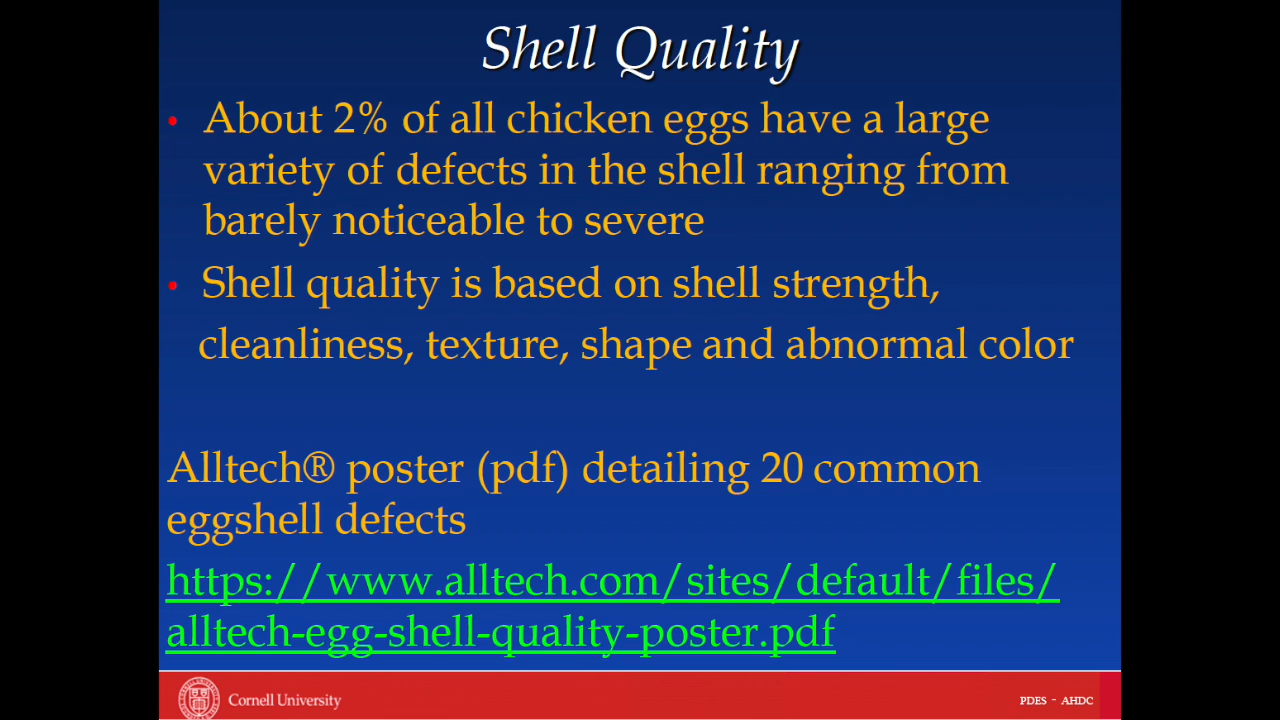 Shell Quality
• About 2% of all chicken eggs have a large
variety of defects in the shell ranging from
barely noticeable to severe
• Shell quality is based on shell strength,
cleanliness, texture, shape and abnormal color
Alltech® poster (pdf) detailing 20 common
eggshell defects
https://www.alltech.com/sites/default/files/
alltech-egg-shell-quality-poster.pdf
Cornell University
PDES - AHDC